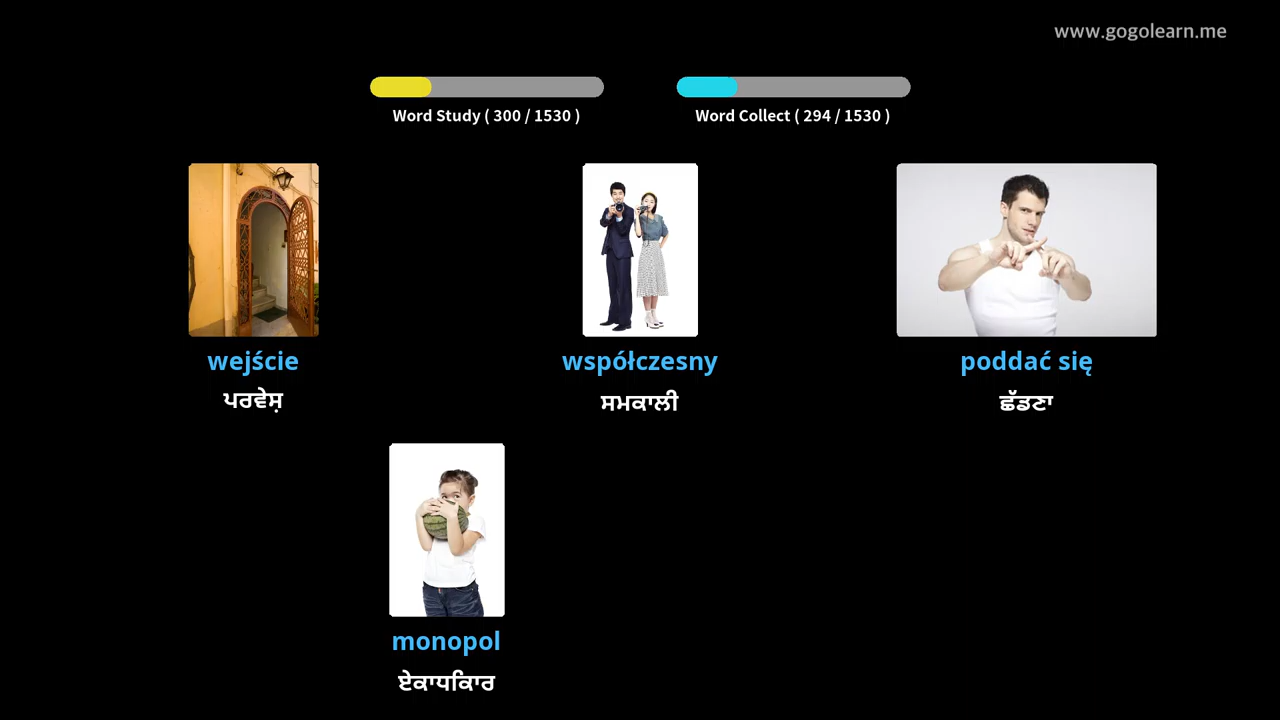 www.gogolearn.me
Word Study ( 300 / 1530 )
Word Collect ( 294 / 1530 )
wejście
współczesny
poddać się
ਪਰਵੇਸ਼
ਸਮਕਾਲੀ
ਛੱਡਣਾ
monopol
ਏਕਾਧਿਕਾਰ